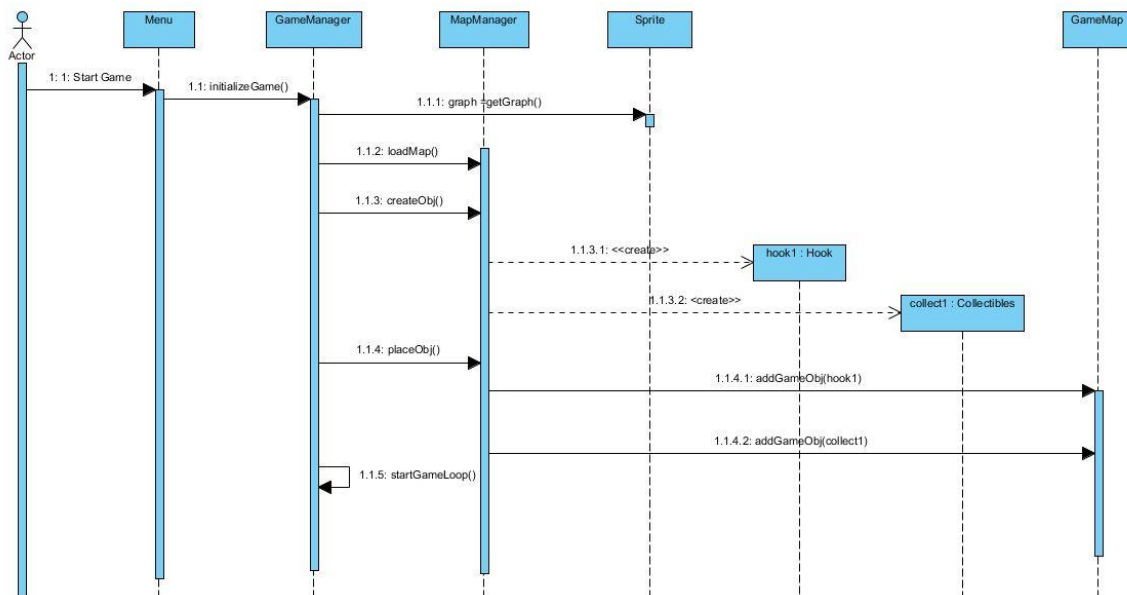 Menu
GameManager
MapManager
Sprite
GameMap
Actor
1: 1: Start Game
1.1: initializeGame()
1.1.1: graph =getGraph()
1.1.2: loadMap()
1.1.3: createObj()
1.1.3.1: <<create>>
hook1 : Hook
1.1.3.2: <create>>
collect1 : Collectibles
1.1.4: placeObj()
1.1.4.1: addGameObj(hook1)
1.1.4.2: addGameObj(collect1)
1.1.5: startGameLoop()